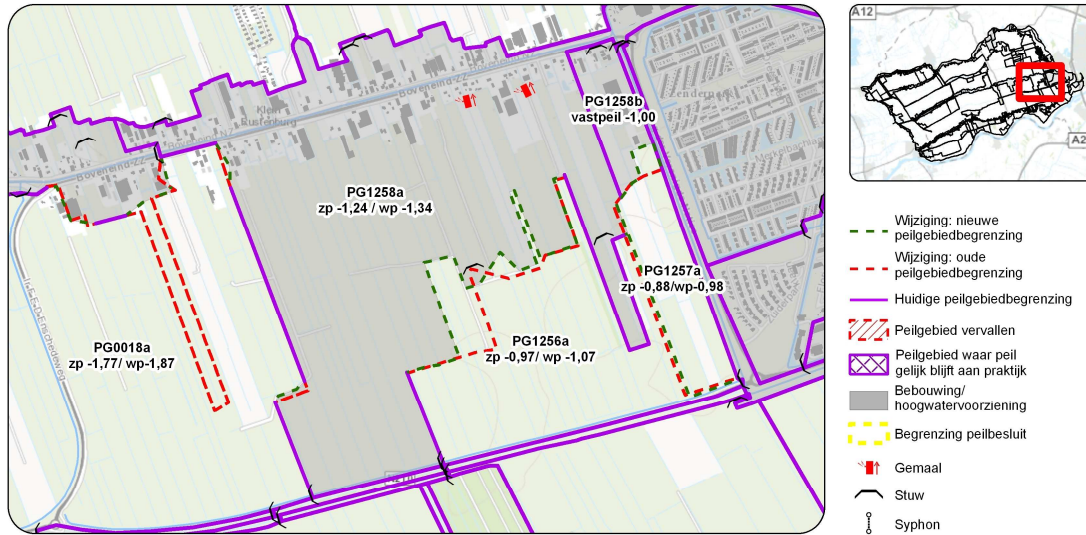 Boveneind-ZZ
Klein
Rustenburg
Boveneind-ZZ
Zenderpark
PG1258b
vastpeil -1,00
PG1258a
zp -1,24 / wp -1,34
PG1257a
zp -0,88/wp-0,98
PG0018a
zp -1,77/ wp-1,87
PG1256a
zp -0,97/ wp -1,07
A12
A2
Wijziging: nieuwe
peilgebiedbegrenzing
Wijziging: oude
peilgebiedbegrenzing
Huidige peilgebiedbegrenzing
Peilgebied vervallen
Peilgebied waar peil
gelijk blijft aan praktijk
Bebouwing/
hoogwatervoorziening
Begrenzing peilbesluit
Gemaal
Stuw
Syphon